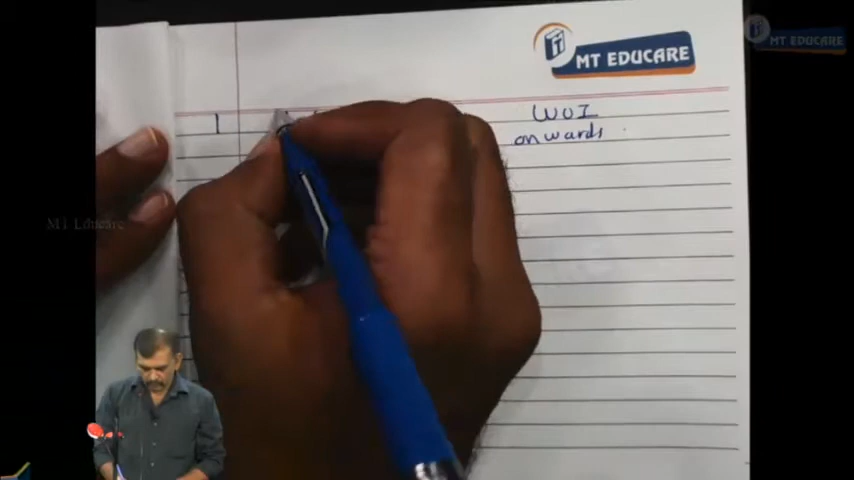 MT EDUCARE
MT EDUCARE
1
WOI
onwards
MT Educare